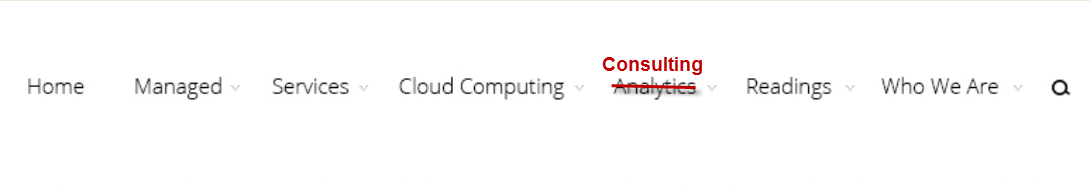 Consulting
Home Managed Services Cloud Computing Analytics Readings Who We Are